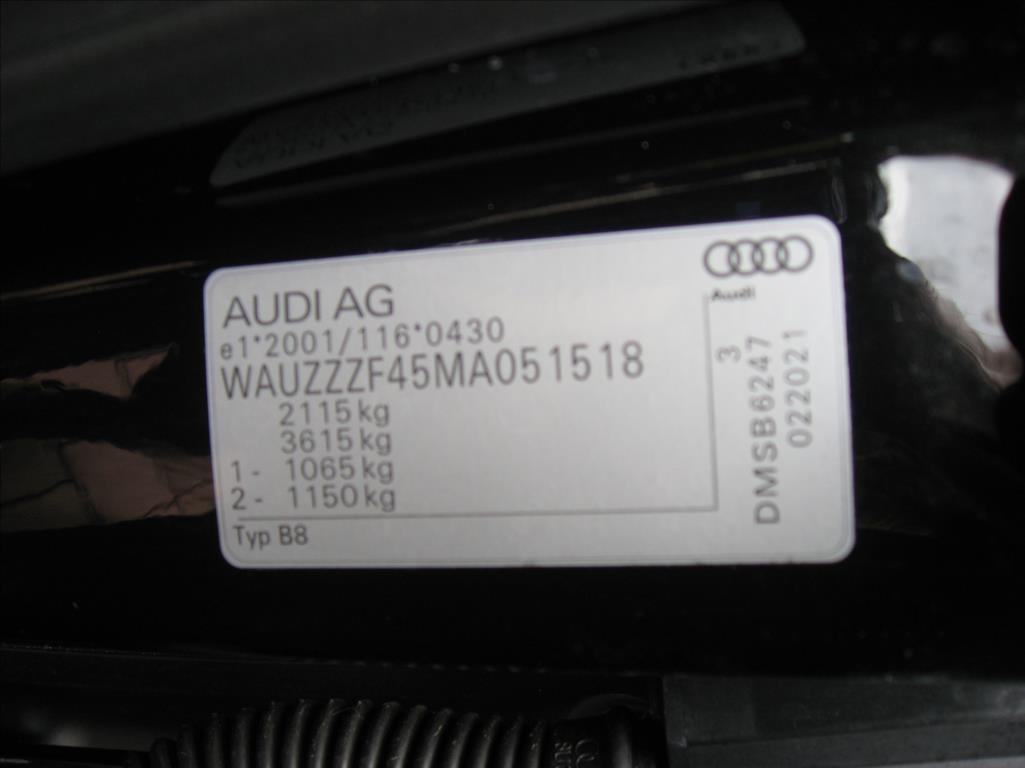 AUDI AG
e1*2001/116*0430
WAUZZZF45MA051518
2115 kg
3615 kg
1 - 1065 kg
2 - 1150 kg
Typ B8
Audi
3
DMSB6247
022021